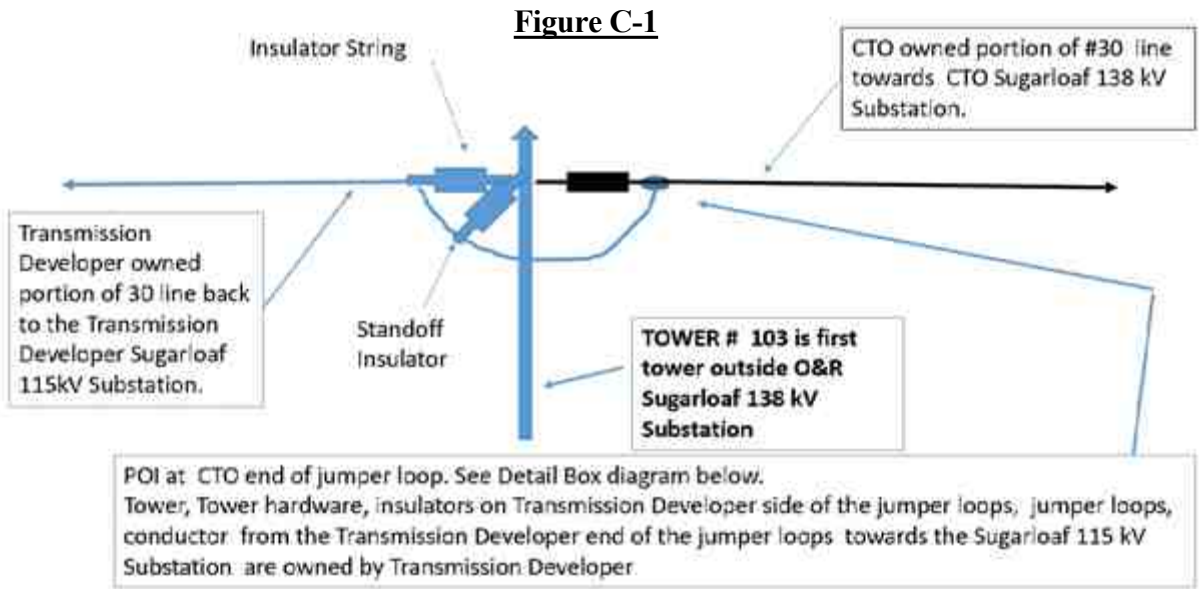 Figure C-1
Insulator String
CTO owned portion of #30 line
towards CTO Sugarloaf 138 kV
Substation.
Transmission
Developer owned
portion of 30 line back
to the Transmission
Developer Sugarloaf
115kV Substation.
Standoff
Insulator
TOWER # 103 is first
tower outside O&R
Sugarloaf 138 kV
Substation
POI at CTO end of jumper loop. See Detail Box diagram below.
Tower, Tower hardware, insulators on Transmission Developer side of the jumper loops, jumper loops,
conductor from the Transmission Developer end of the jumper loops towards the Sugarloaf 115 kV
Substation are owned by Transmission Developer